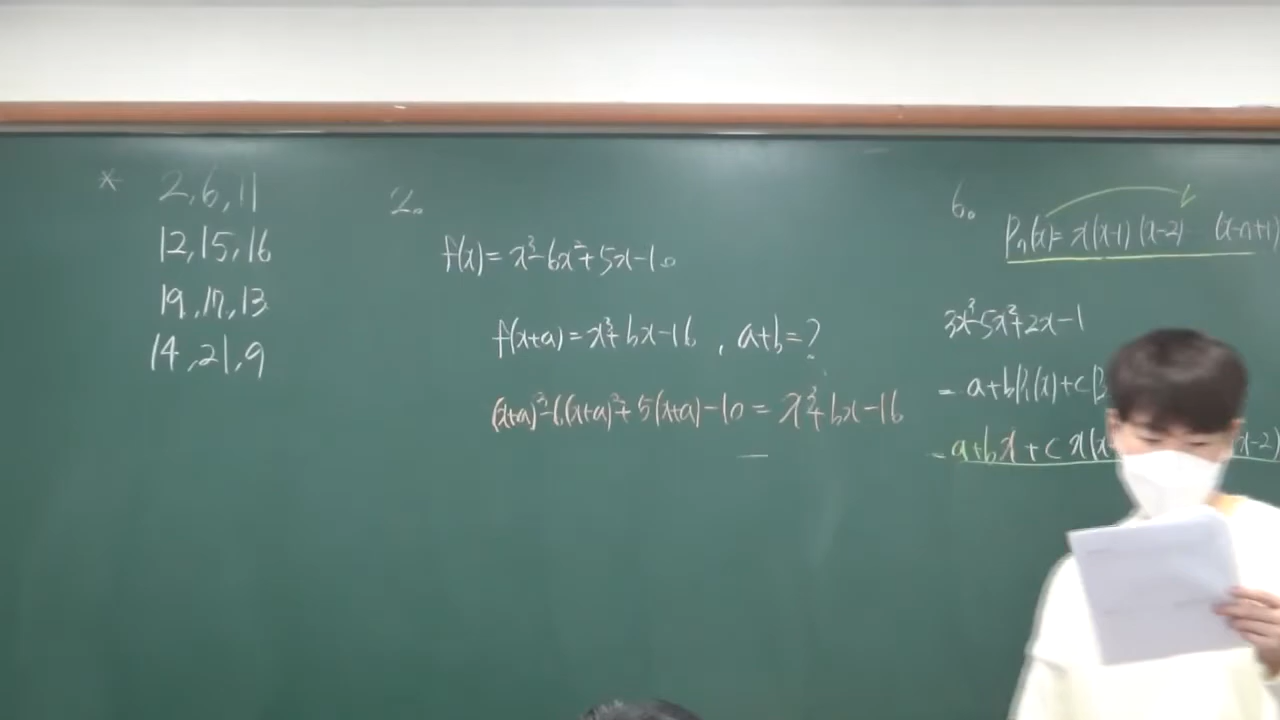 * 2, 6, 11
12, 15, 16
19, 17, 13
14, 21, 9
2.
f(x) = x³-6x²+5x-10
f(x+a) = x³+bx-16 , a+b=?
(x+a)³-6(x+a)²+5(x+a)-10 = x³+bx-16
6. Pn(x) = x(x-1)(x-2) (x-n+1)
3x³-5x²+2x-1
= a+bP₁(x)+c
= a+bx+c x(x x-2)